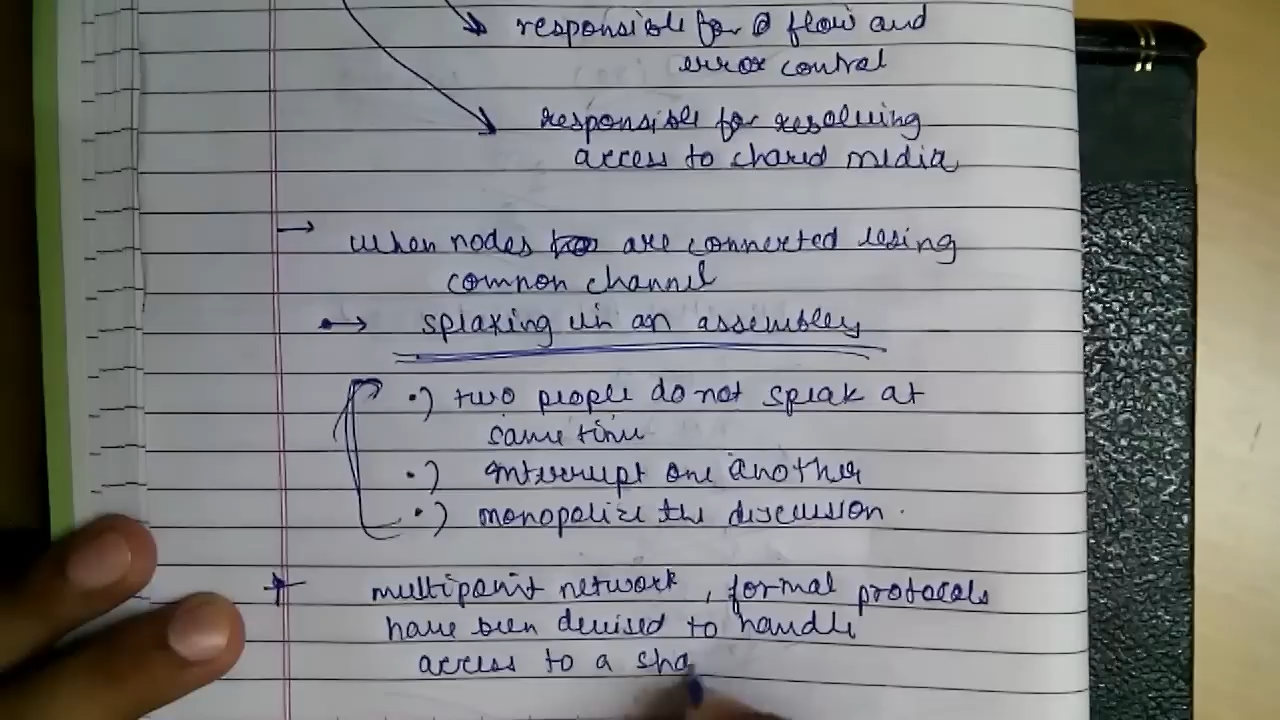 responsible for flow and
error control
responsible for resolving
access to shared media
when nodes are connected using
common channel
speaking in an assembly
•) two people do not speak at
same time
•) interrupt one another
•) monopolize the discussion.
multipoint network, formal protocols
have been devised to handle
access to a sha